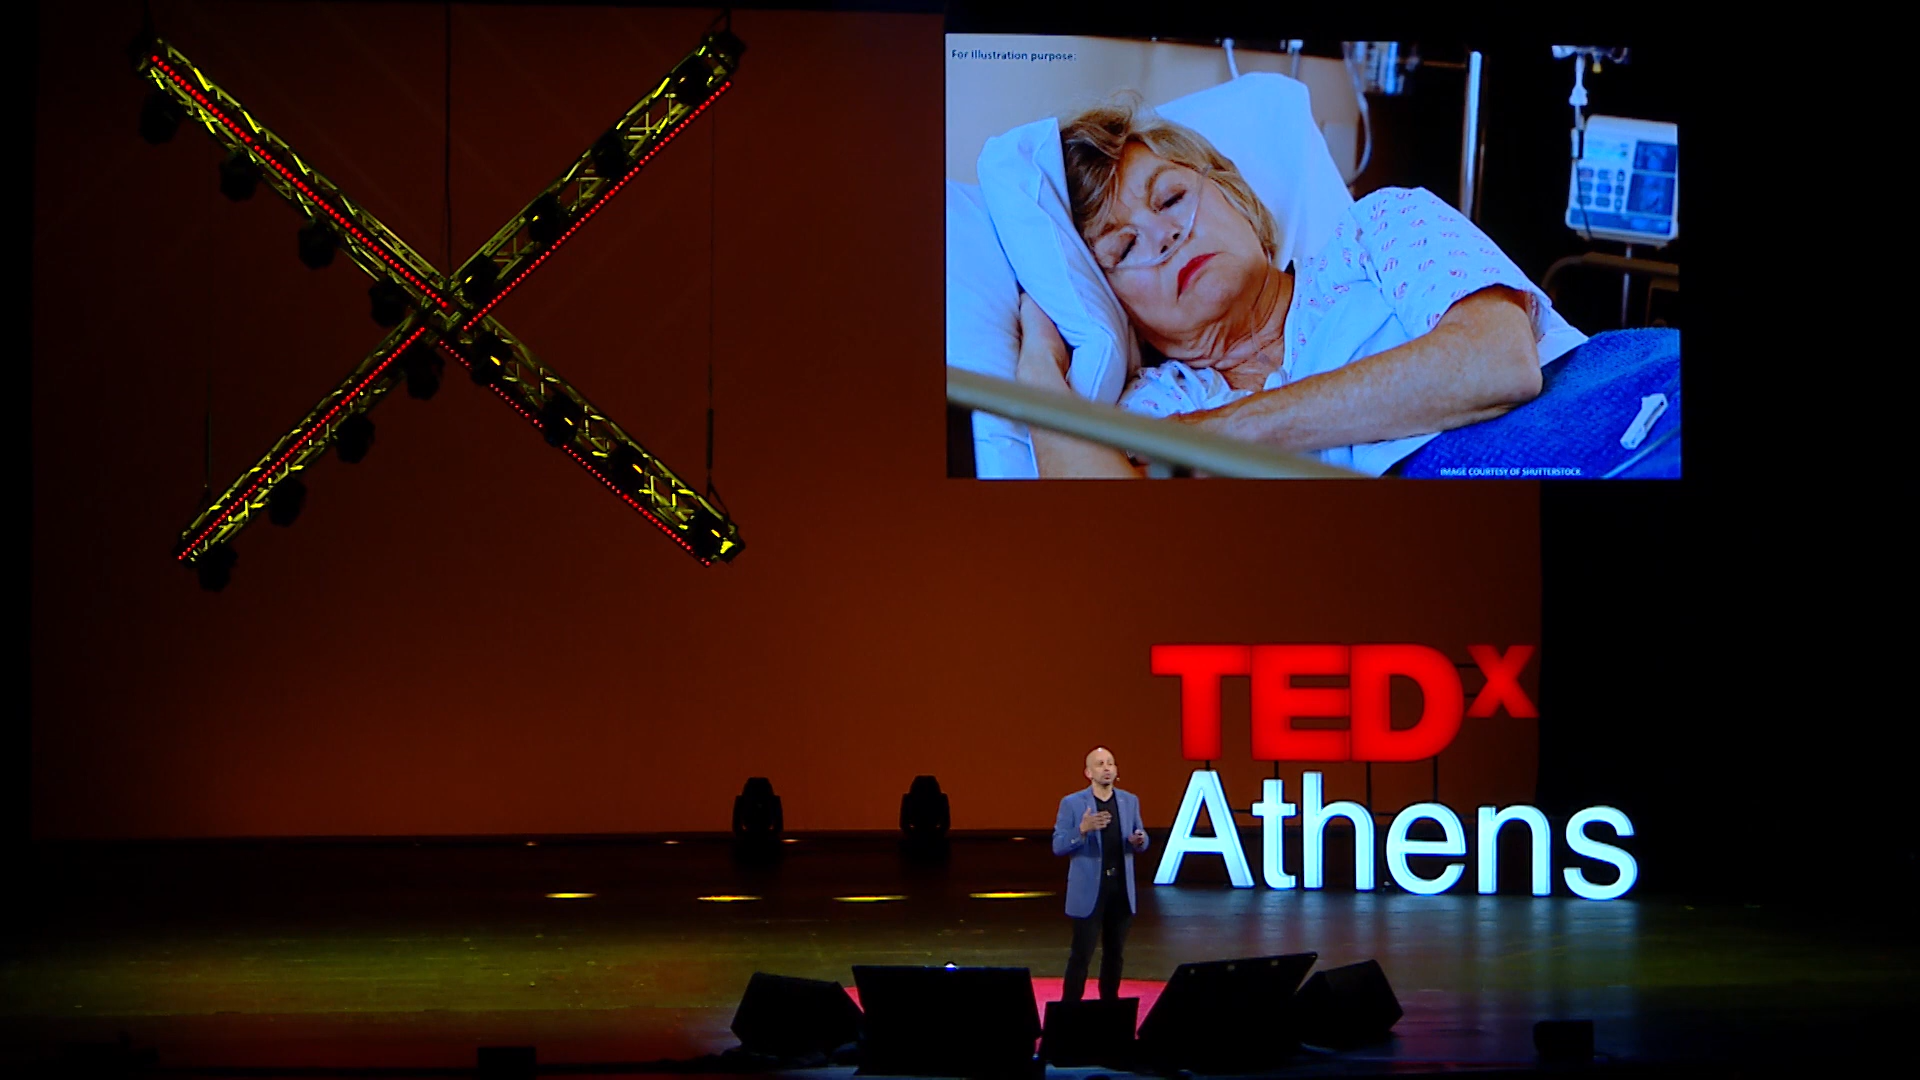 For Illustration purpose:
IMAGE COURTESY OF SHUTTERSTOCK
TEDx
Athens